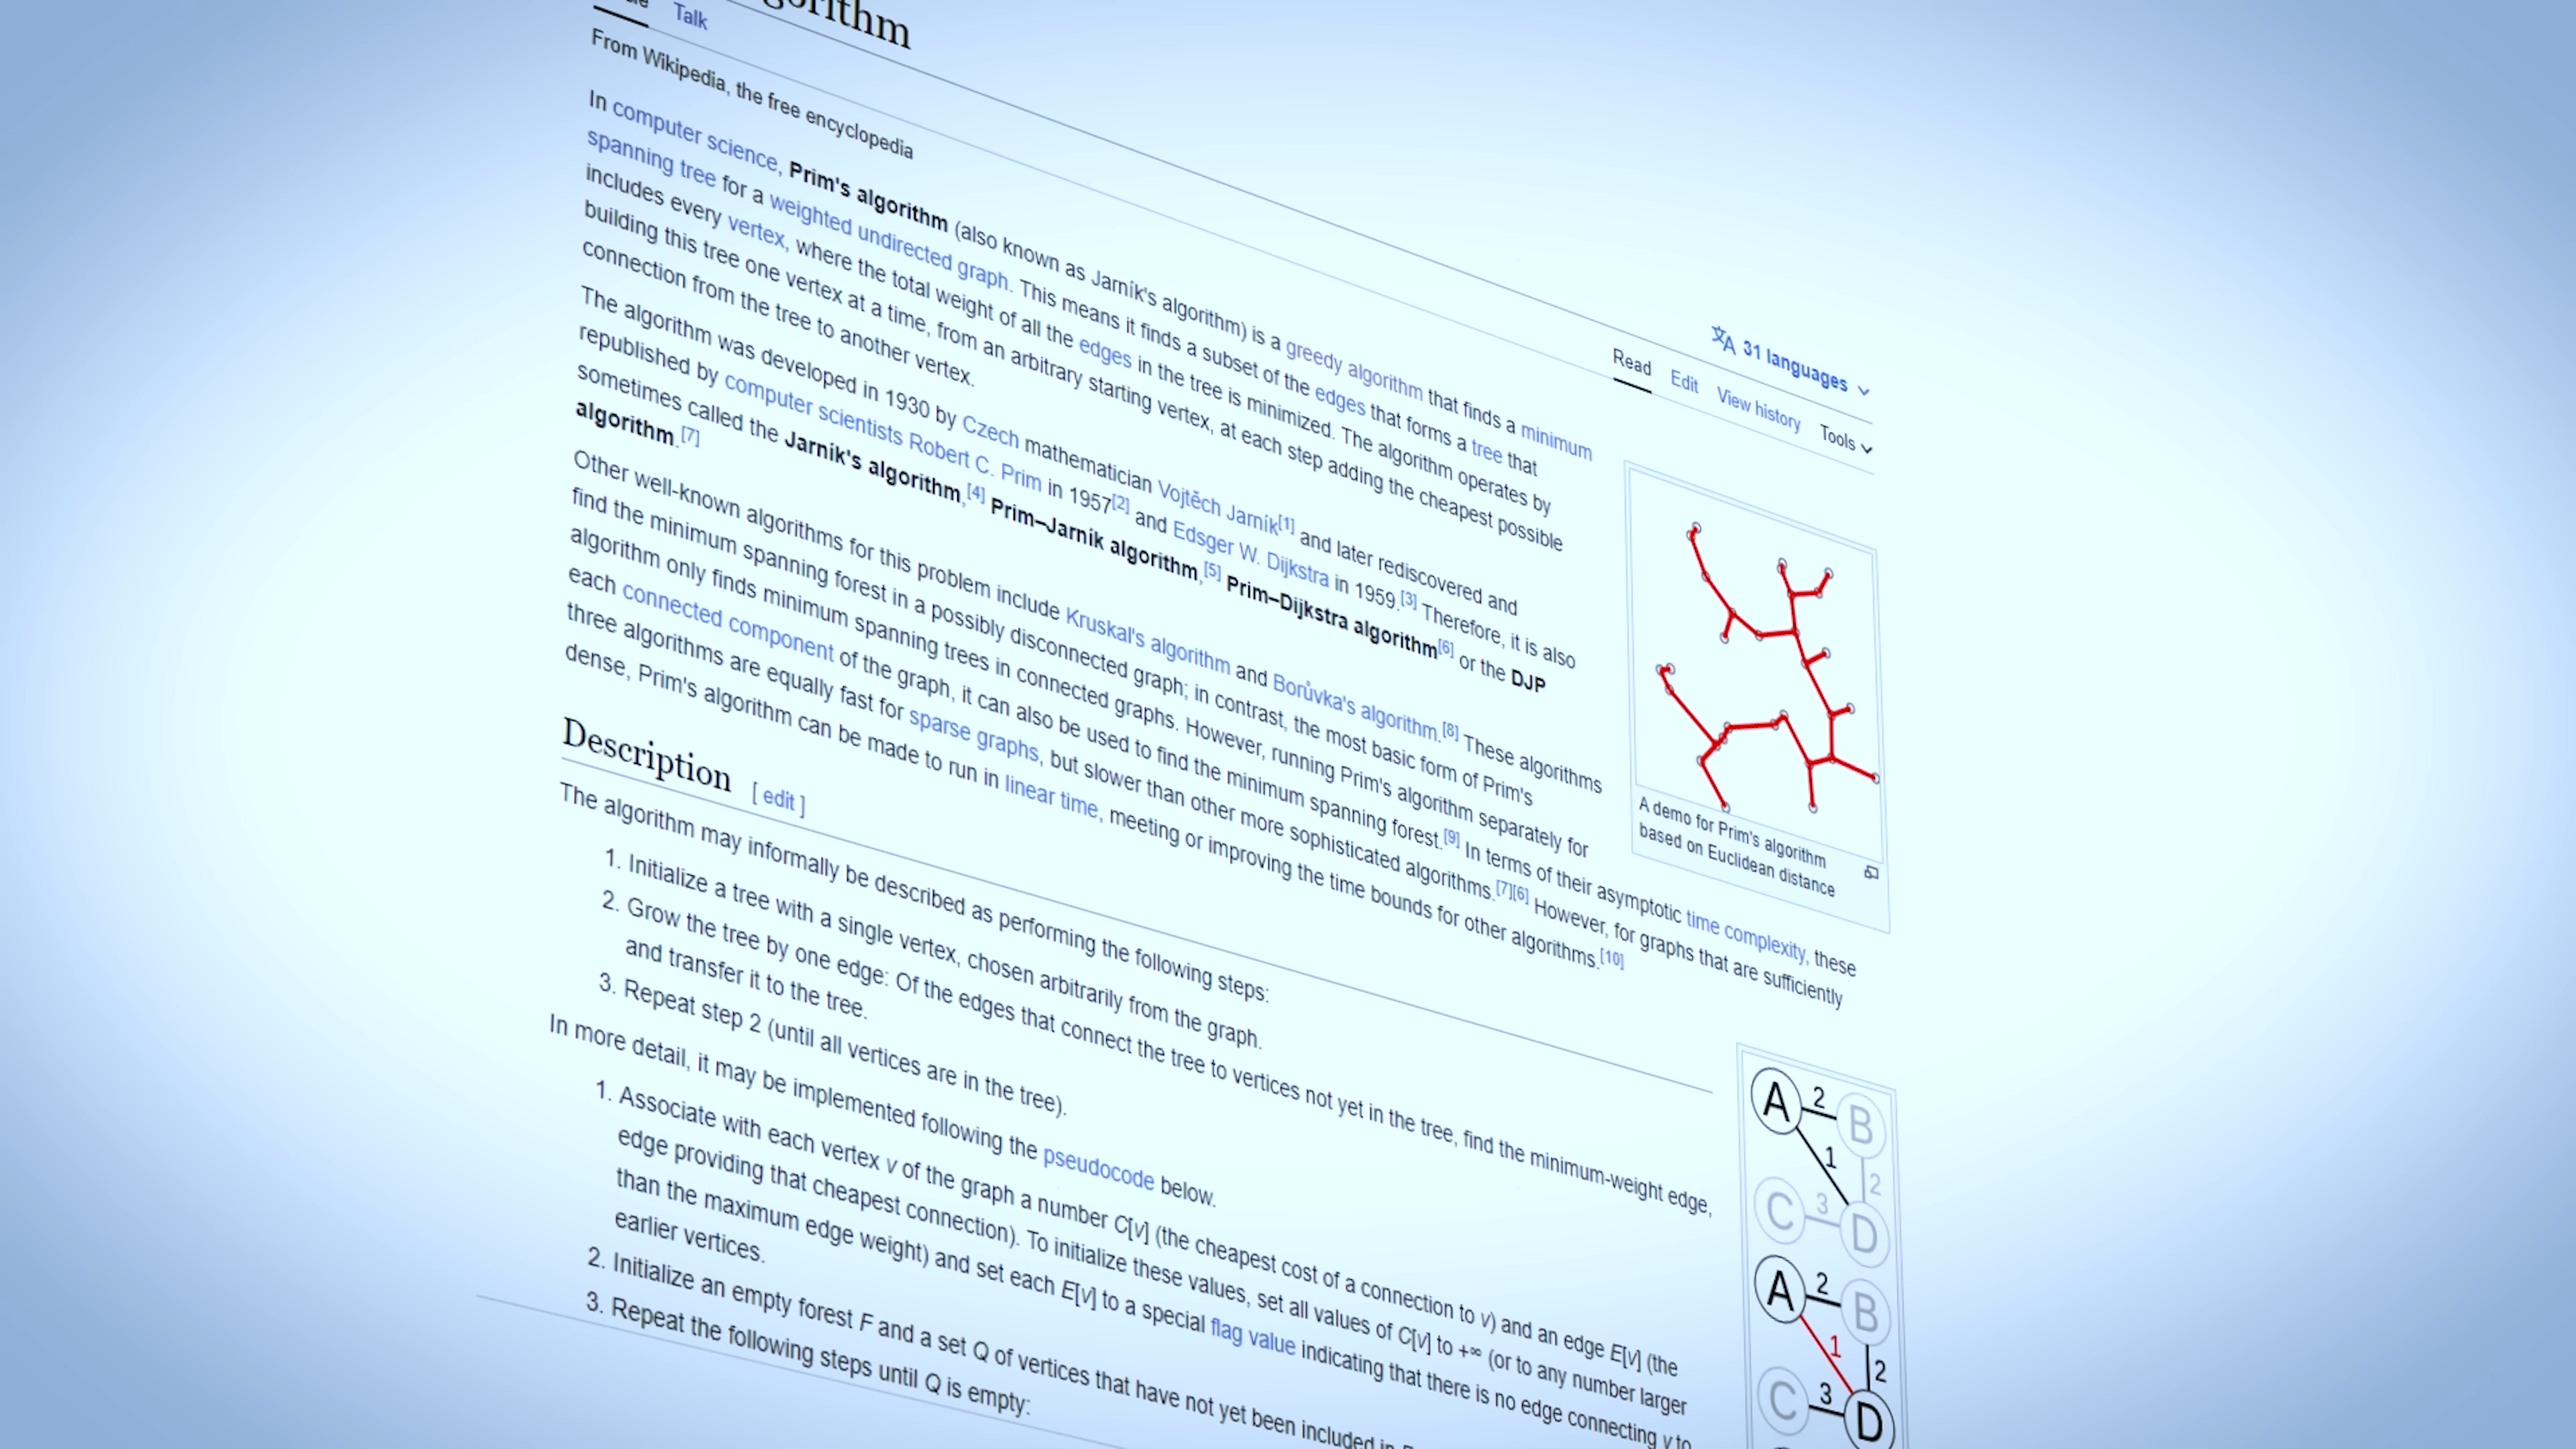 gorithm
Talk
From Wikipedia, the free encyclopedia
31 languages
Read Edit View history Tools
In computer science, Prim's algorithm (also known as Jarník's algorithm) is a greedy algorithm that finds a minimum
spanning tree for a weighted undirected graph. This means it finds a subset of the edges that forms a tree that
includes every vertex, where the total weight of all the edges in the tree is minimized. The algorithm operates by
building this tree one vertex at a time, from an arbitrary starting vertex, at each step adding the cheapest possible
connection from the tree to another vertex.
The algorithm was developed in 1930 by Czech mathematician Vojtěch Jarník[1] and later rediscovered and
republished by computer scientists Robert C. Prim in 1957[2] and Edsger W. Dijkstra in 1959.[3] Therefore, it is also
sometimes called the Jarník's algorithm,[4] Prim–Jarník algorithm,[5] Prim–Dijkstra algorithm[6] or the DJP
algorithm.[7]
Other well-known algorithms for this problem include Kruskal's algorithm and Borůvka's algorithm.[8] These algorithms
find the minimum spanning forest in a possibly disconnected graph; in contrast, the most basic form of Prim's
algorithm only finds minimum spanning trees in connected graphs. However, running Prim's algorithm separately for
each connected component of the graph, it can also be used to find the minimum spanning forest.[9] In terms of their asymptotic time complexity, these
three algorithms are equally fast for sparse graphs, but slower than other more sophisticated algorithms.[7][6] However, for graphs that are sufficiently
dense, Prim's algorithm can be made to run in linear time, meeting or improving the time bounds for other algorithms.[10]
A demo for Prim's algorithm
based on Euclidean distance
Description [ edit ]
The algorithm may informally be described as performing the following steps:
1. Initialize a tree with a single vertex, chosen arbitrarily from the graph.
2. Grow the tree by one edge: Of the edges that connect the tree to vertices not yet in the tree, find the minimum-weight edge,
and transfer it to the tree.
3. Repeat step 2 (until all vertices are in the tree).
In more detail, it may be implemented following the pseudocode below.
1. Associate with each vertex v of the graph a number C[v] (the cheapest cost of a connection to v) and an edge E[v] (the
edge providing that cheapest connection). To initialize these values, set all values of C[v] to +∞ (or to any number larger
than the maximum edge weight) and set each E[v] to a special flag value indicating that there is no edge connecting v to
earlier vertices.
2. Initialize an empty forest F and a set Q of vertices that have not yet been included in
3. Repeat the following steps until Q is empty:
A 2 B
1 2
C 3 D
A 2 B
1 2
C 3 D